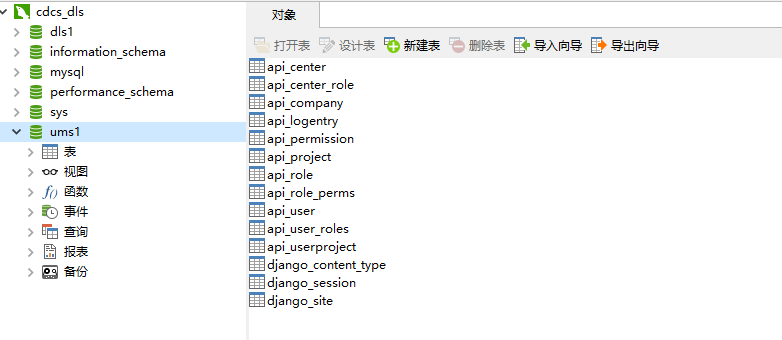 cdcs_dls
dls1
information_schema
mysql
performance_schema
sys
ums1
表
视图
f() 函数
事件
查询
报表
备份
对象
打开表 设计表 新建表 删除表 导入向导 导出向导
api_center
api_center_role
api_company
api_logentry
api_permission
api_project
api_role
api_role_perms
api_user
api_user_roles
api_userproject
django_content_type
django_session
django_site